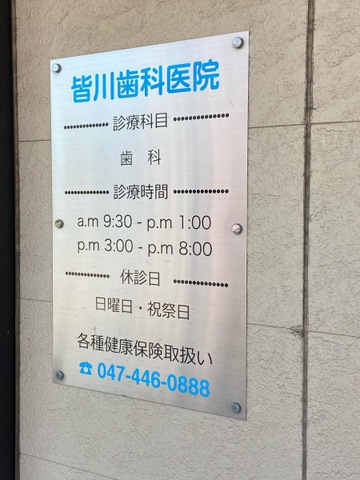 皆川歯科医院
診療科目
歯 科
診療時間
a.m 9:30 - p.m 1:00
p.m 3:00 - p.m 8:00
休診日
日曜日・祝祭日
各種健康保険取扱い
☎ 047-446-0888